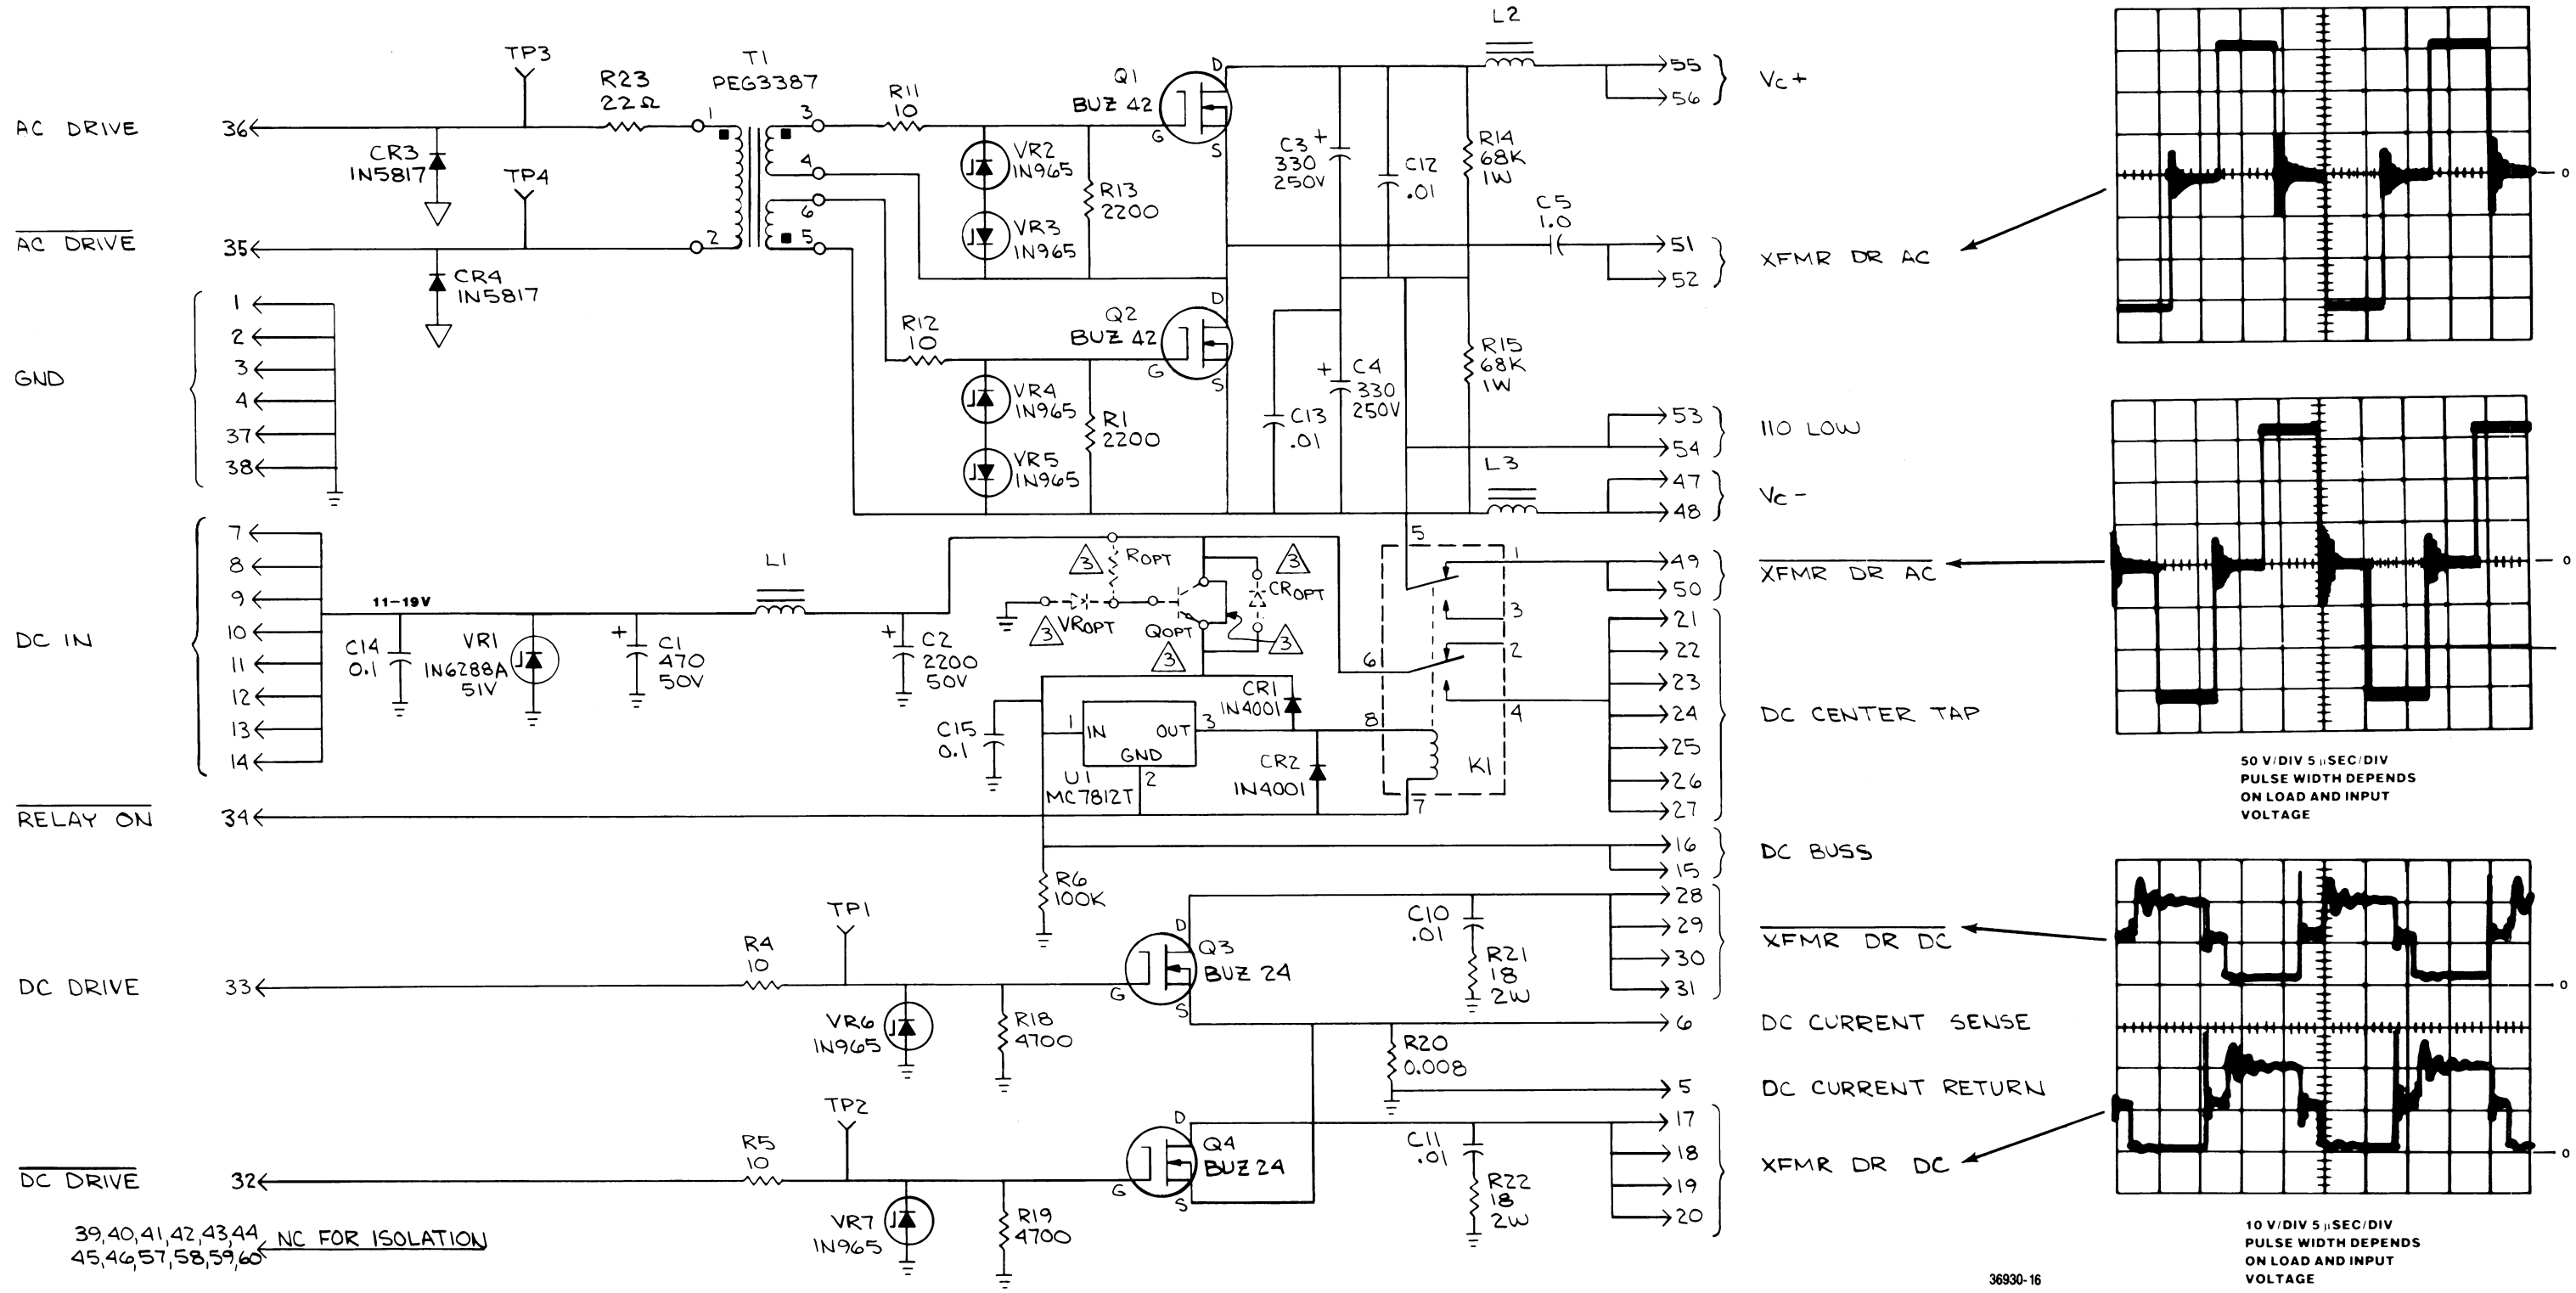 TP3
R23
22Ω
T1
PEG3387
AC DRIVE
36
1
2
CR3
1N5817
TP4
AC DRIVE
35
CR4
1N5817
3
4
6
5
R11
10
VR2
1N965
VR3
1N965
R13
2200
Q1
BUZ 42
D
G
S
R12
10
VR4
1N965
VR5
1N965
R1
2200
Q2
BUZ 42
D
G
S
C3 +
330
250V
C12
.01
R14
68K
1W
C5
1.0
C13
.01
+ C4
330
250V
R15
68K
1W
L2
55
56
Vc+
51
52
XFMR DR AC
53
54
110 LOW
L3
47
48
Vc-
GND
1
2
3
4
37
38
DC IN
7
8
9
10
11
12
13
14
11-19V
C14
0.1
VR1
1N6288A
51V
+ C1
470
50V
L1
+ C2
2200
50V
3
ROPT
3
CROPT
3
VROPT
QOPT
3
3
C15
0.1
1
IN
OUT
3
GND
2
U1
MC7812T
CR1
1N4001
CR2
1N4001
5
6
8
7
1
3
2
4
K1
49
50
XFMR DR AC
21
22
23
24
25
26
27
DC CENTER TAP
RELAY ON
34
16
15
DC BUSS
R6
100K
DC DRIVE
33
R4
10
TP1
VR6
1N965
R18
4700
Q3
BUZ 24
D
G
S
C10
.01
R21
18
2W
28
29
30
31
XFMR DR DC
6
DC CURRENT SENSE
R20
0.008
5
DC CURRENT RETURN
DC DRIVE
32
R5
10
TP2
VR7
1N965
R19
4700
Q4
BUZ 24
D
G
S
C11
.01
R22
18
2W
17
18
19
20
XFMR DR DC
39,40,41,42,43,44
45,46,57,58,59,60
NC FOR ISOLATION
0
0
50 V/DIV 5 μSEC/DIV
PULSE WIDTH DEPENDS
ON LOAD AND INPUT
VOLTAGE
0
0
10 V/DIV 5 μSEC/DIV
PULSE WIDTH DEPENDS
ON LOAD AND INPUT
VOLTAGE
36930-16